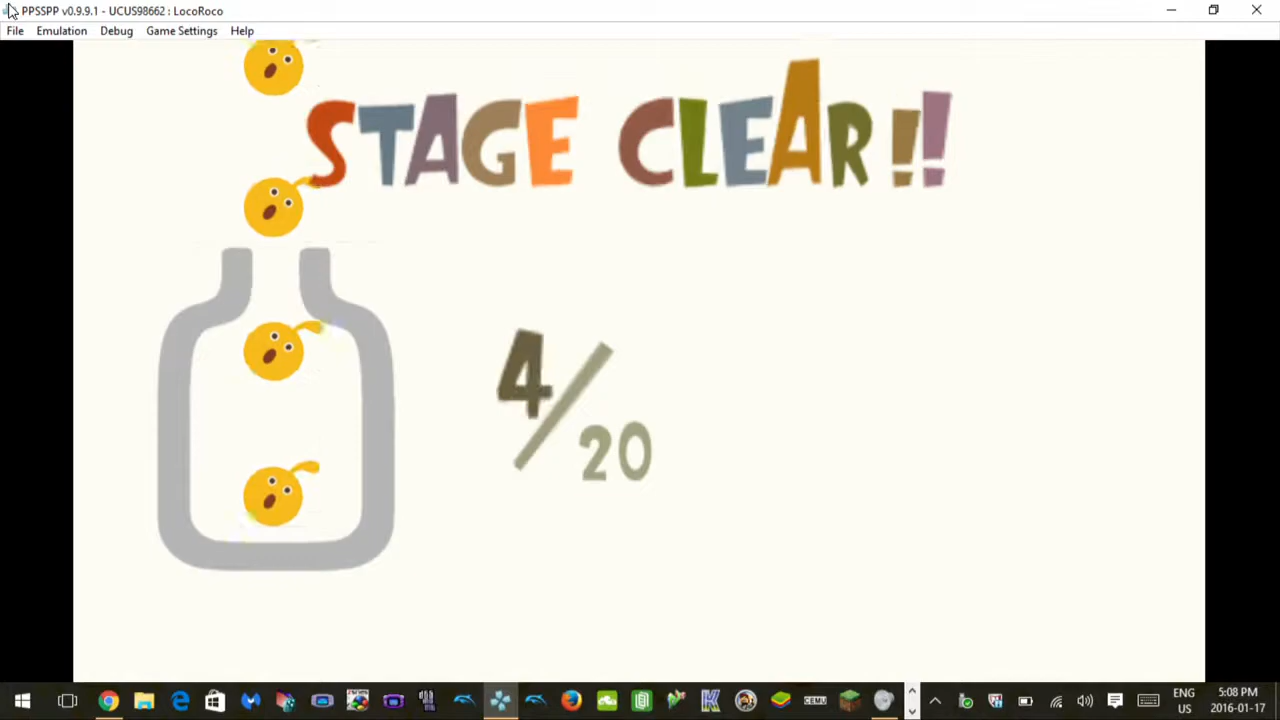 PPSSPP v0.9.9.1 - UCUS98662 : LocoRoco
File Emulation Debug Game Settings Help
STAGE CLEAR!!
4/20
CEMU
ENG 5:08 PM
US 2016-01-17